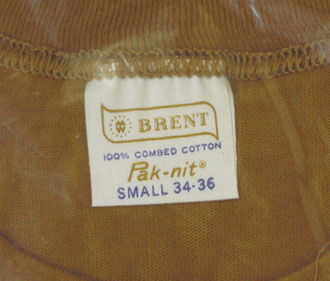 BRENT
100% COMBED COTTON
Pak-nit®
SMALL 34-36